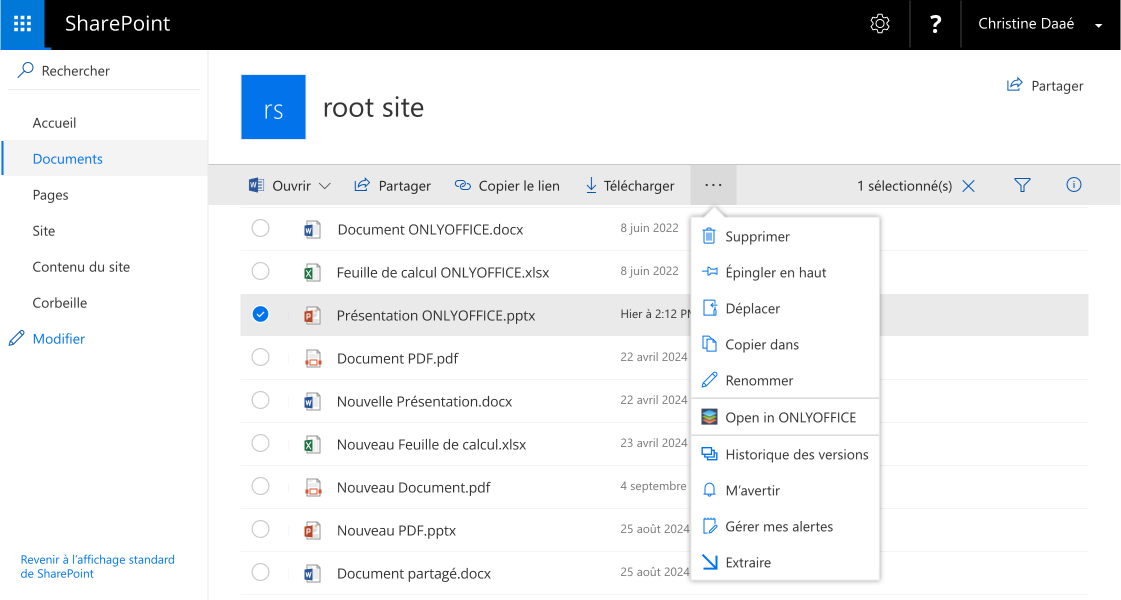 SharePoint
?
Christine Daaé
Rechercher
Accueil
Documents
Pages
Site
Contenu du site
Corbeille
Modifier
Revenir à l'affichage standard
de SharePoint
rs
root site
Partager
Ouvrir
Partager
Copier le lien
Télécharger
...
1 sélectionné(s)
Document ONLYOFFICE.docx 8 juin 2022
Feuille de calcul ONLYOFFICE.xlsx 8 juin 2022
Présentation ONLYOFFICE.pptx Hier à 2:12 PM
Document PDF.pdf 22 avril 2024
Nouvelle Présentation.docx 22 avril 2024
Nouveau Feuille de calcul.xlsx 23 avril 2024
Nouveau Document.pdf 4 septembre
Nouveau PDF.pptx 25 août 2024
Document partagé.docx 25 août 2024
Supprimer
Épingler en haut
Déplacer
Copier dans
Renommer
Open in ONLYOFFICE
Historique des versions
M'avertir
Gérer mes alertes
Extraire